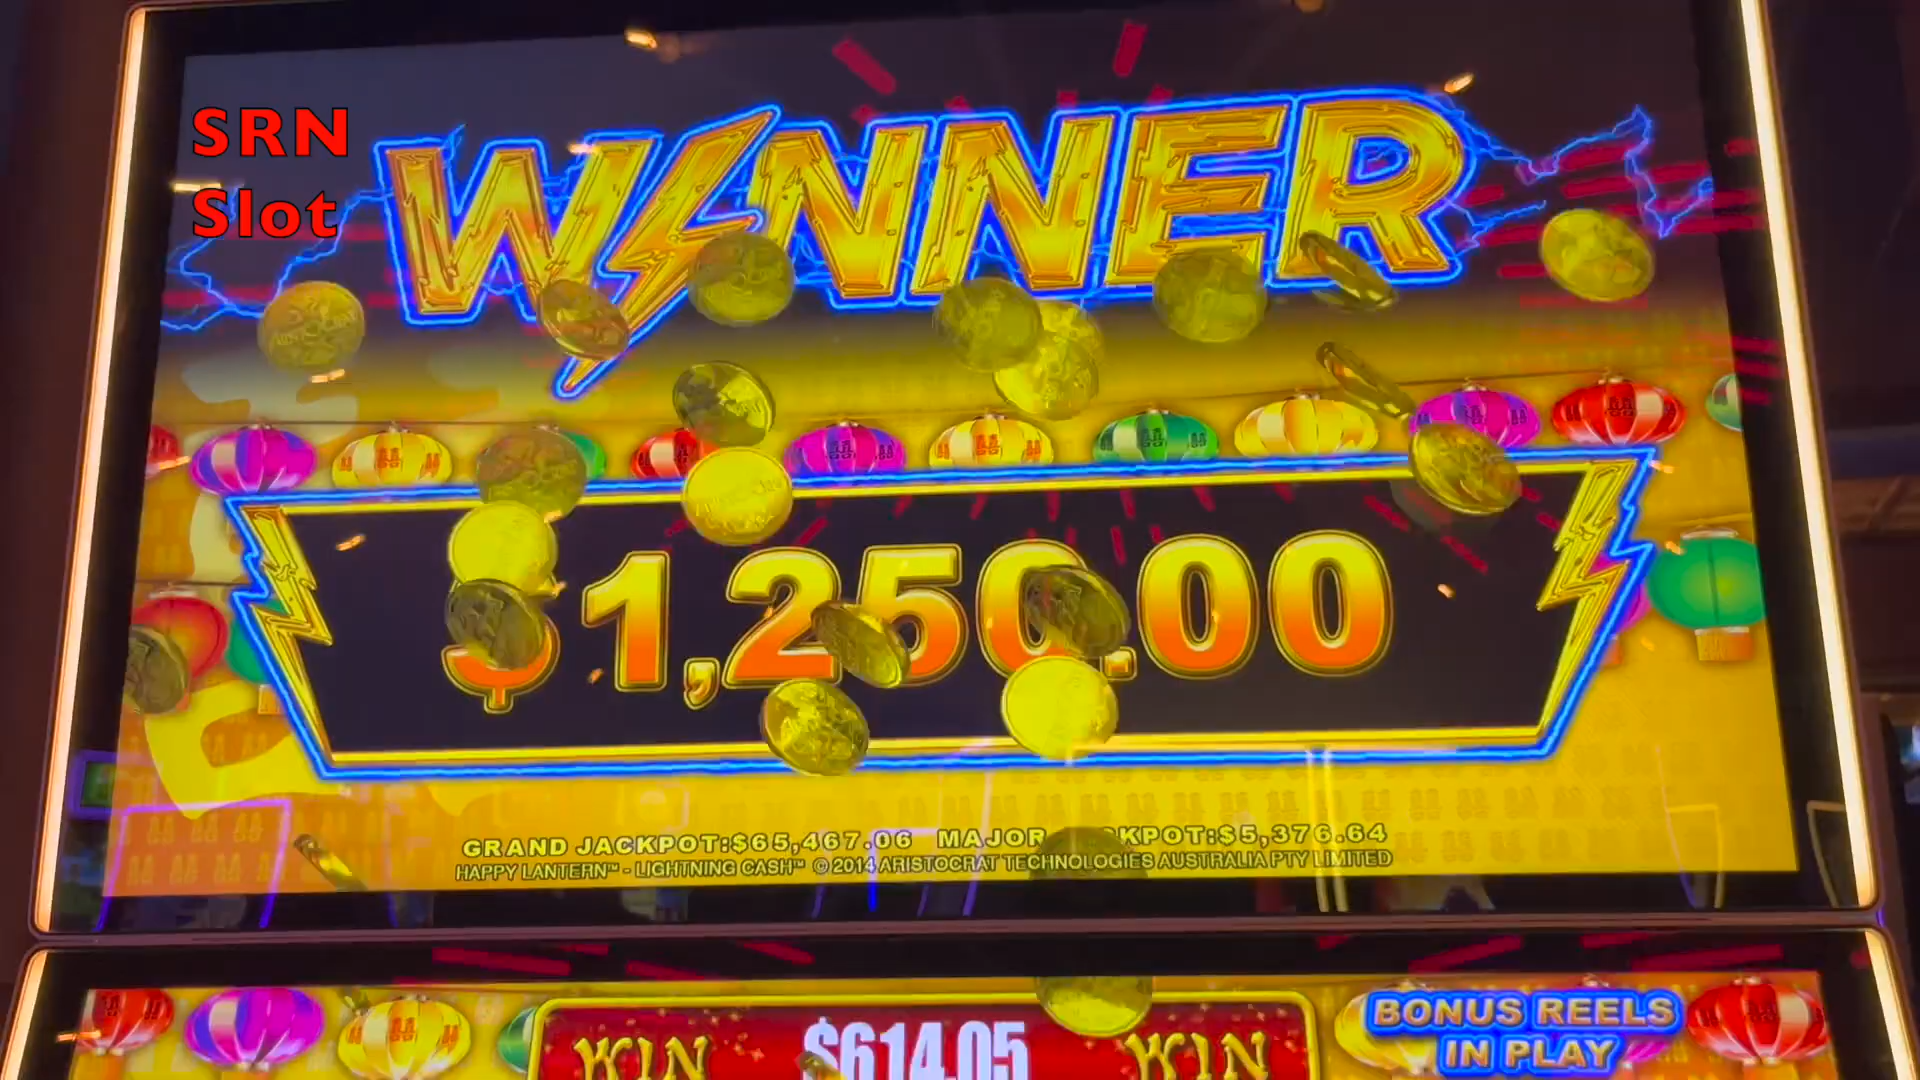 SRN
Slot
WINNER
$1,250.00
GRAND JACKPOT:$65,467.06 MAJOR KPOT:$5,376.64
HAPPY LANTERN™ - LIGHTNING CASH™ ©2014 ARISTOCRAT TECHNOLOGIES AUSTRALIA PTY LIMITED
WIN $614.05 WIN
BONUS REELS
IN PLAY